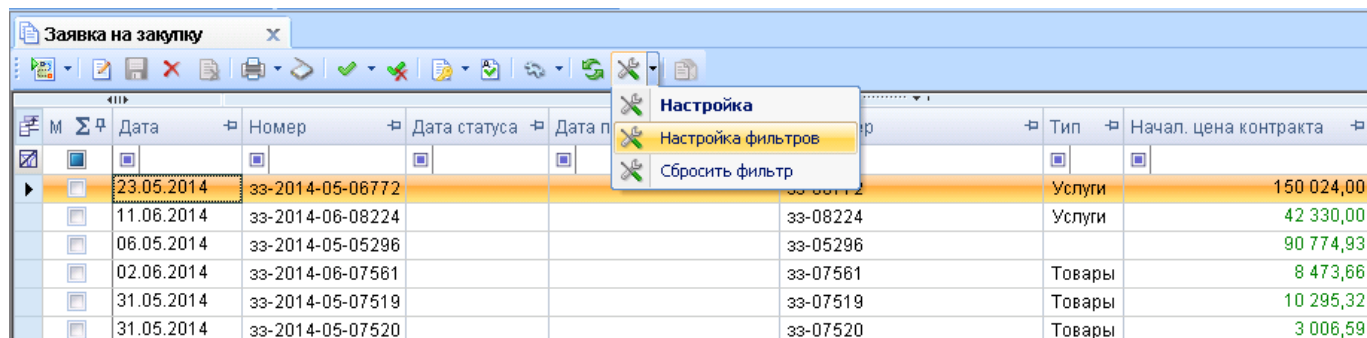 Заявка на закупку x
Настройка
М Σ Дата Номер Дата статуса Дата п р Тип Начал. цена контракта
Настройка фильтров
Сбросить фильтр
23.05.2014 зз-2014-05-06772 Услуги 150 024,00
11.06.2014 зз-2014-06-08224 зз-08224 Услуги 42 330,00
06.05.2014 зз-2014-05-05296 зз-05296 90 774,93
02.06.2014 зз-2014-06-07561 зз-07561 Товары 8 473,66
31.05.2014 зз-2014-05-07519 зз-07519 Товары 10 295,32
31.05.2014 зз-2014-05-07520 зз-07520 Товары 3 006,59